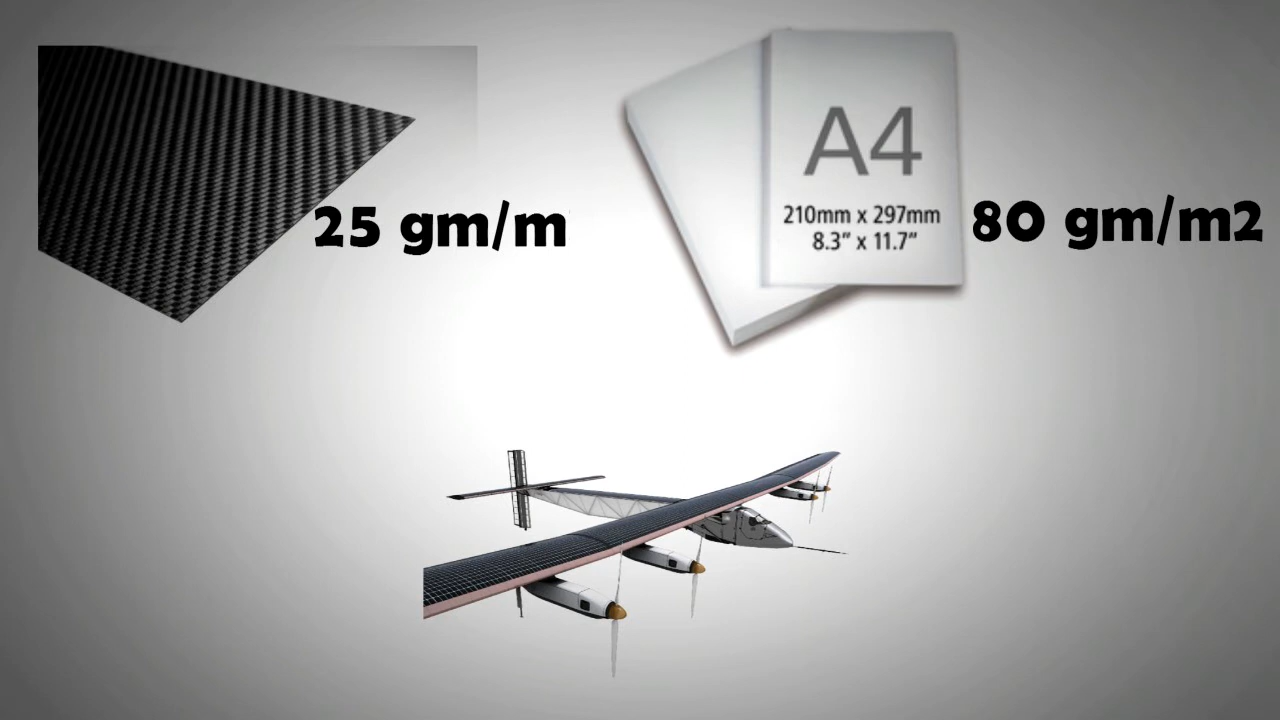 25 gm/m
A4
210mm x 297mm
8.3” x 11.7”
80 gm/m2